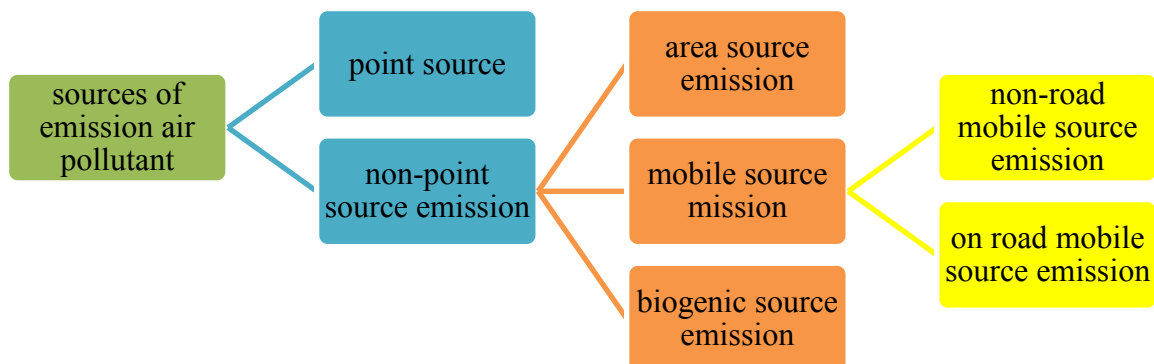 sources of
emission air
pollutant
point source
non-point
source emission
area source
emission
mobile source
mission
biogenic source
emission
non-road
mobile source
emission
on road mobile
source emission